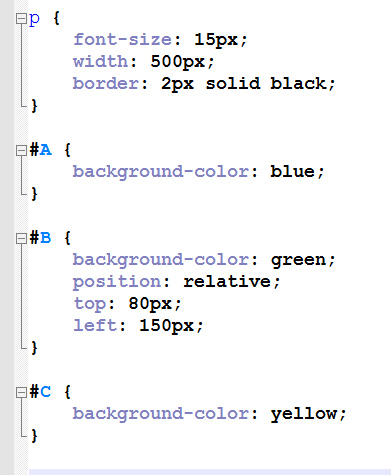 p {
font-size: 15px;
width: 500px;
border: 2px solid black;
}
#A {
background-color: blue;
}
#B {
background-color: green;
position: relative;
top: 80px;
left: 150px;
}
#C {
background-color: yellow;
}